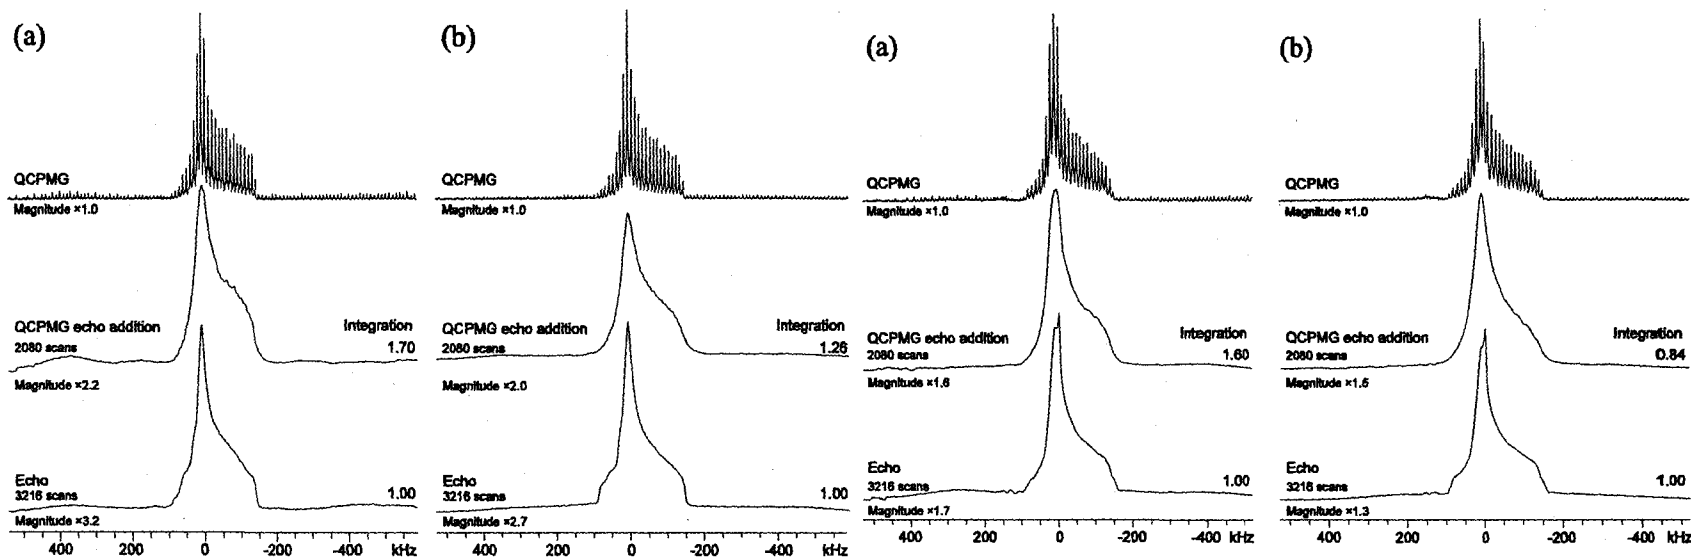 (a)
QCPMG
Magnitude ×1.0
QCPMG echo addition
2080 scans
Integration
1.70
Magnitude ×2.2
Echo
3216 scans
1.00
Magnitude ×3.2
400 200 0 -200 -400 kHz
(b)
QCPMG
Magnitude ×1.0
QCPMG echo addition
2080 scans
Integration
1.26
Magnitude ×2.0
Echo
3216 scans
1.00
Magnitude ×2.7
400 200 0 -200 -400 kHz
(a)
QCPMG
Magnitude ×1.0
QCPMG echo addition
2080 scans
Integration
1.60
Magnitude ×1.6
Echo
3216 scans
1.00
Magnitude ×1.7
400 200 0 -200 -400 kHz
(b)
QCPMG
Magnitude ×1.0
QCPMG echo addition
2080 scans
Integration
0.84
Magnitude ×1.5
Echo
3216 scans
1.00
Magnitude ×1.3
400 200 0 -200 -400 kHz